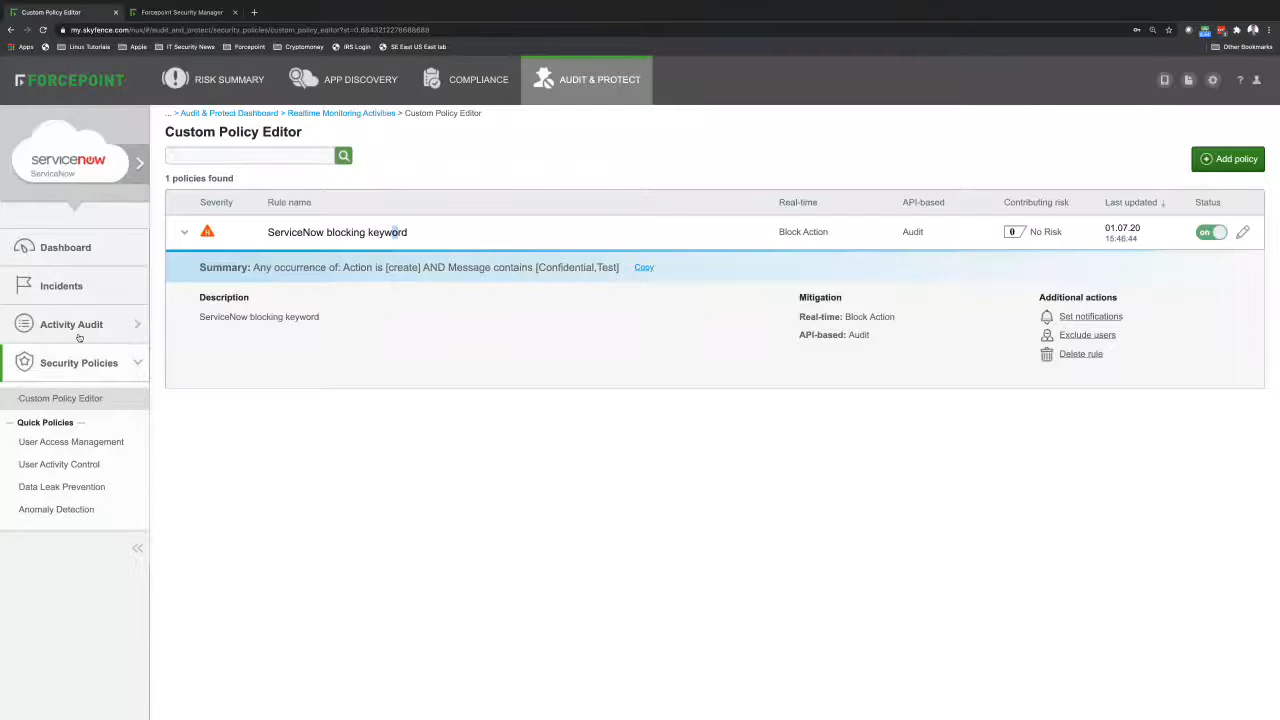 Custom Policy Editor
Forcepoint Security Manager
my.skyfence.com/nux/#/audit_and_protect/security_policies/custom_policy_editor?st=0.6843212276688688
Apps
Linux Tutorials
Apple
IT Security News
Forcepoint
Cryptomoney
IRS Login
SE East US East lab
Other Bookmarks
FORCEPOINT
RISK SUMMARY
APP DISCOVERY
COMPLIANCE
AUDIT & PROTECT
servicenow
ServiceNow
Dashboard
Incidents
Activity Audit
Security Policies
Custom Policy Editor
Quick Policies
User Access Management
User Activity Control
Data Leak Prevention
Anomaly Detection
... > Audit & Protect Dashboard > Realtime Monitoring Activities > Custom Policy Editor
Custom Policy Editor
Add policy
1 policies found
Severity Rule name Real-time API-based Contributing risk Last updated ↓ Status
ServiceNow blocking keyword Block Action Audit 0 No Risk 01.07.20 on
15:46:44
Summary: Any occurrence of: Action is [create] AND Message contains [Confidential,Test] Copy
Description Mitigation Additional actions
ServiceNow blocking keyword Real-time: Block Action Set notifications
API-based: Audit Exclude users
Delete rule